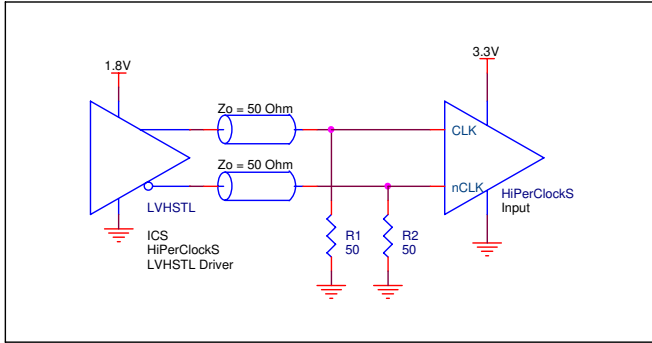 1.8V
3.3V
Zo = 50 Ohm
CLK
Zo = 50 Ohm
nCLK
LVHSTL
HiPerClockS
Input
ICS
HiPerClockS
LVHSTL Driver
R1
50
R2
50